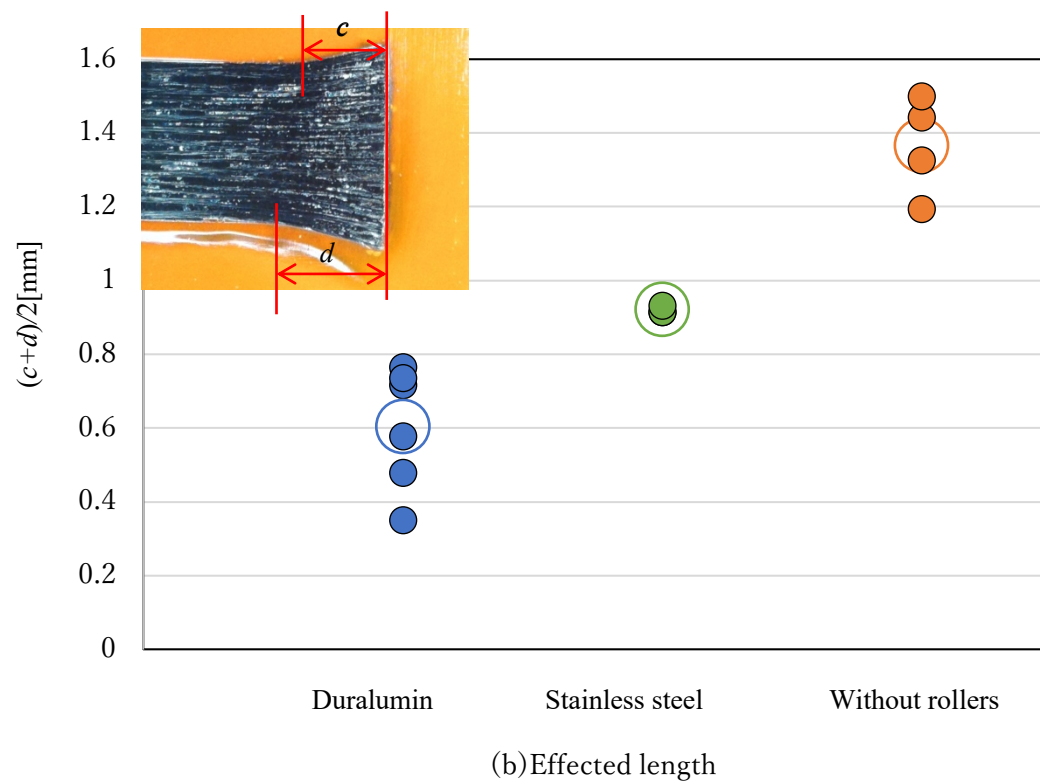 c
d
(c+d)/2[mm]
1.6
1.4
1.2
1
0.8
0.6
0.4
0.2
0
Duralumin
Stainless steel
Without rollers
(b)Effected length